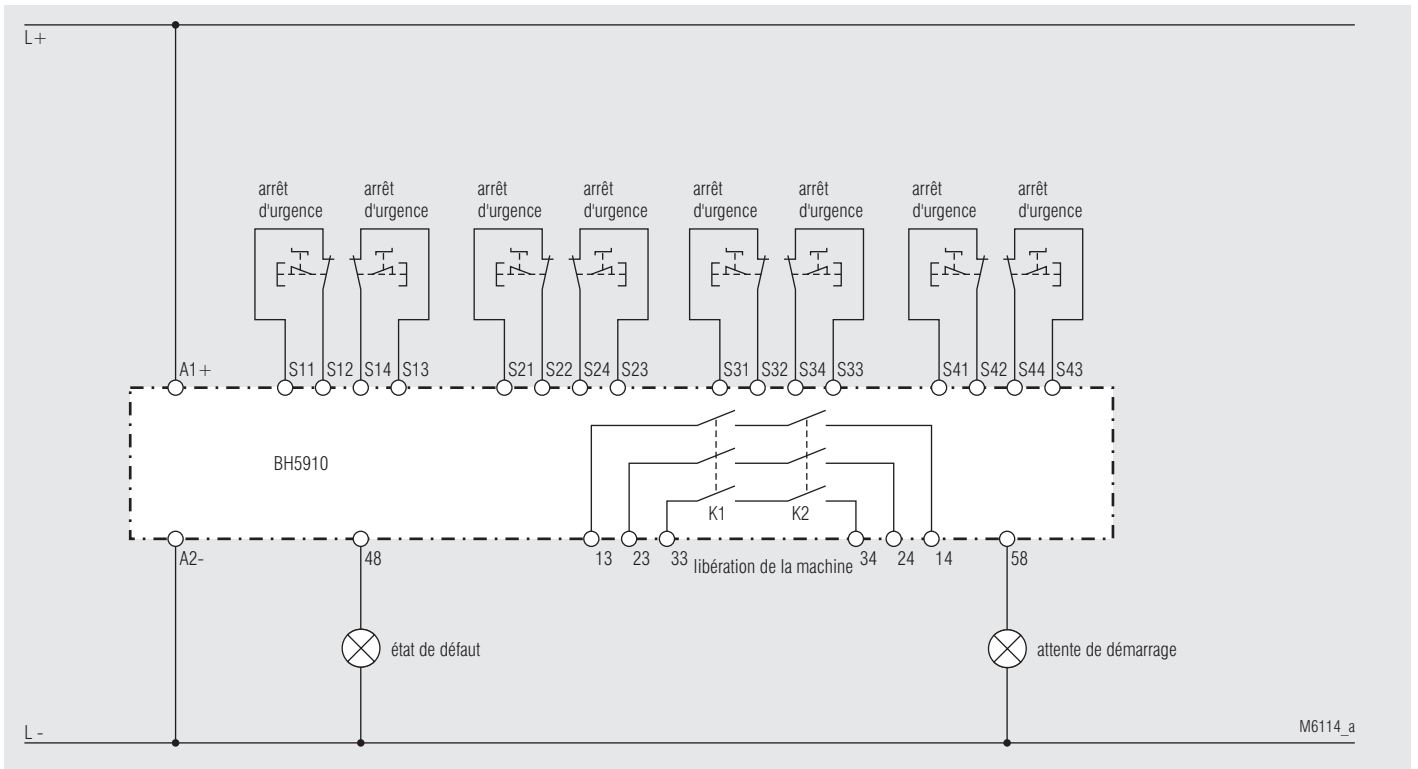 L+
arrêt
d'urgence
arrêt
d'urgence
arrêt
d'urgence
arrêt
d'urgence
arrêt
d'urgence
arrêt
d'urgence
arrêt
d'urgence
arrêt
d'urgence
A1+ S11 S12 S14 S13 S21 S22 S24 S23 S31 S32 S34 S33 S41 S42 S44 S43
BH5910
K1 K2
A2- 48 13 23 33 libération de la machine 34 24 14 58
état de défaut
attente de démarrage
L -
M6114_a